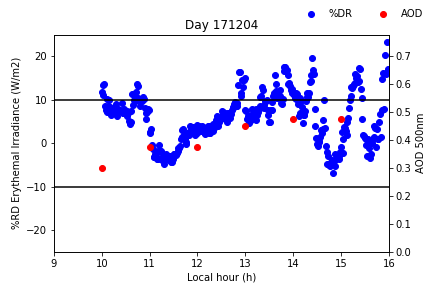 %DR AOD
Day 171204
%RD Erythemal Irradiance (W/m2)
20
10
0
−10
−20
0.7
0.6
0.5
0.4
0.3
0.2
0.1
0.0
AOD 500nm
9 10 11 12 13 14 15 16
Local hour (h)